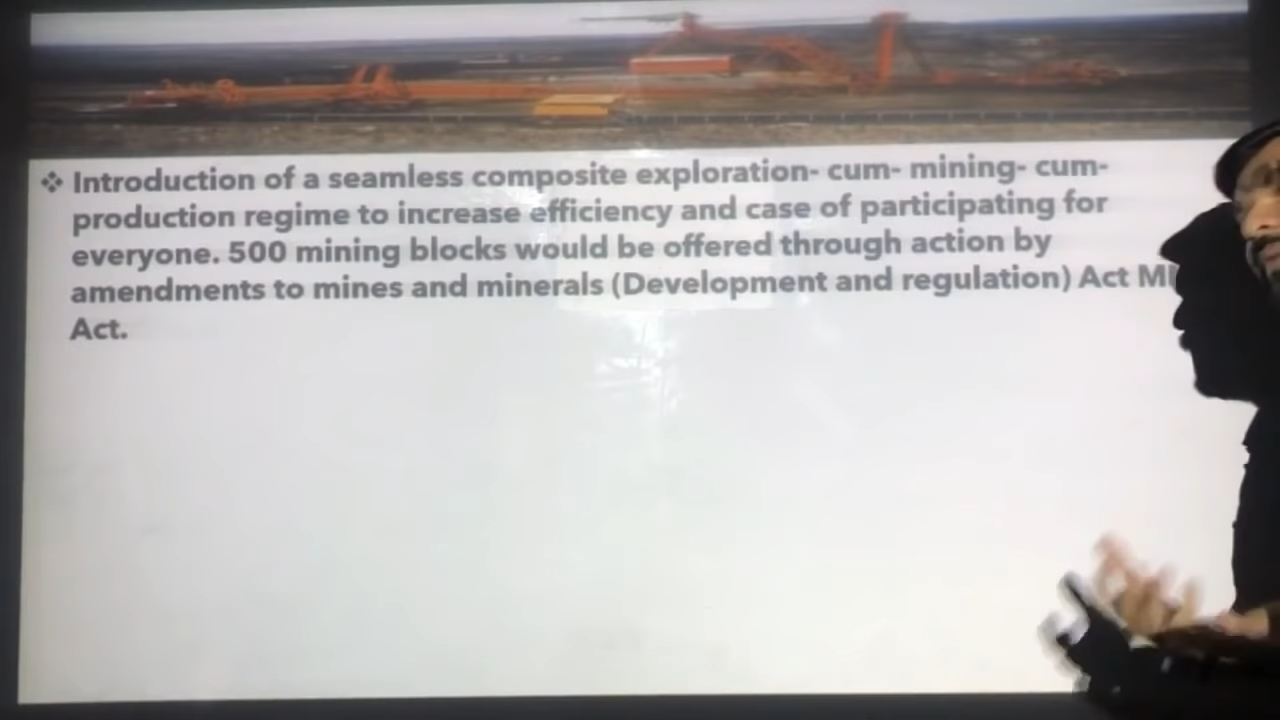 ❖ Introduction of a seamless composite exploration- cum- mining- cum-
production regime to increase efficiency and case of participating for
everyone. 500 mining blocks would be offered through action by
amendments to mines and minerals (Development and regulation) Act
Act.